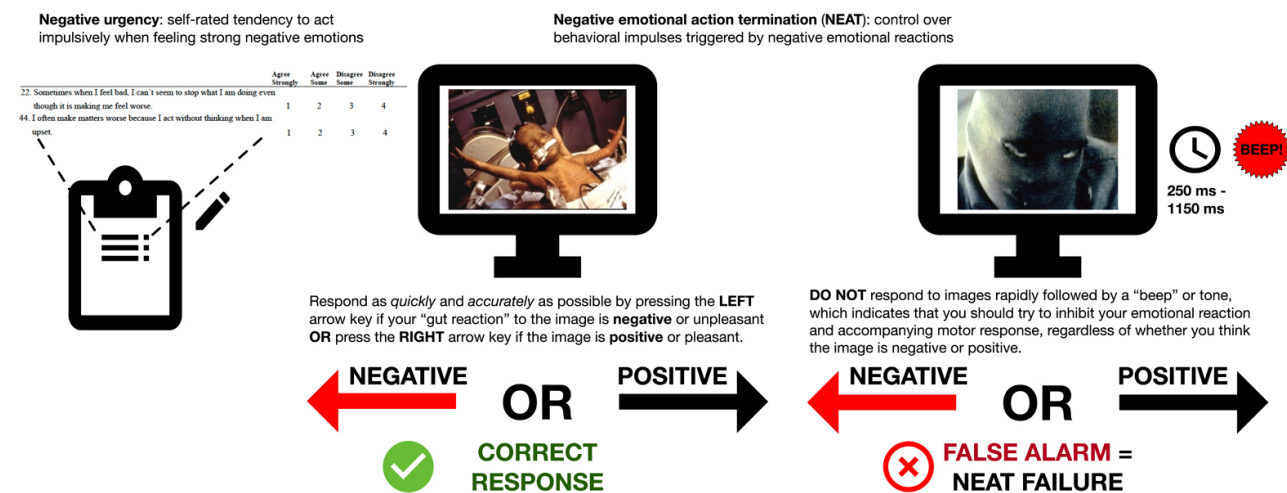 Negative urgency: self-rated tendency to act
impulsively when feeling strong negative emotions
Negative emotional action termination (NEAT): control over
behavioral impulses triggered by negative emotional reactions
Agree Strongly Agree Some Disagree Some Disagree Strongly
22. Sometimes when I feel bad, I can't seem to stop what I am doing even
though it is making me feel worse. 1 2 3 4
44. I often make matters worse because I act without thinking when I am
upset. 1 2 3 4
BEEP!
250 ms -
1150 ms
Respond as quickly and accurately as possible by pressing the LEFT
arrow key if your "gut reaction" to the image is negative or unpleasant
OR press the RIGHT arrow key if the image is positive or pleasant.
NEGATIVE OR POSITIVE
CORRECT
RESPONSE
DO NOT respond to images rapidly followed by a "beep" or tone,
which indicates that you should try to inhibit your emotional reaction
and accompanying motor response, regardless of whether you think
the image is negative or positive.
NEGATIVE OR POSITIVE
FALSE ALARM =
NEAT FAILURE